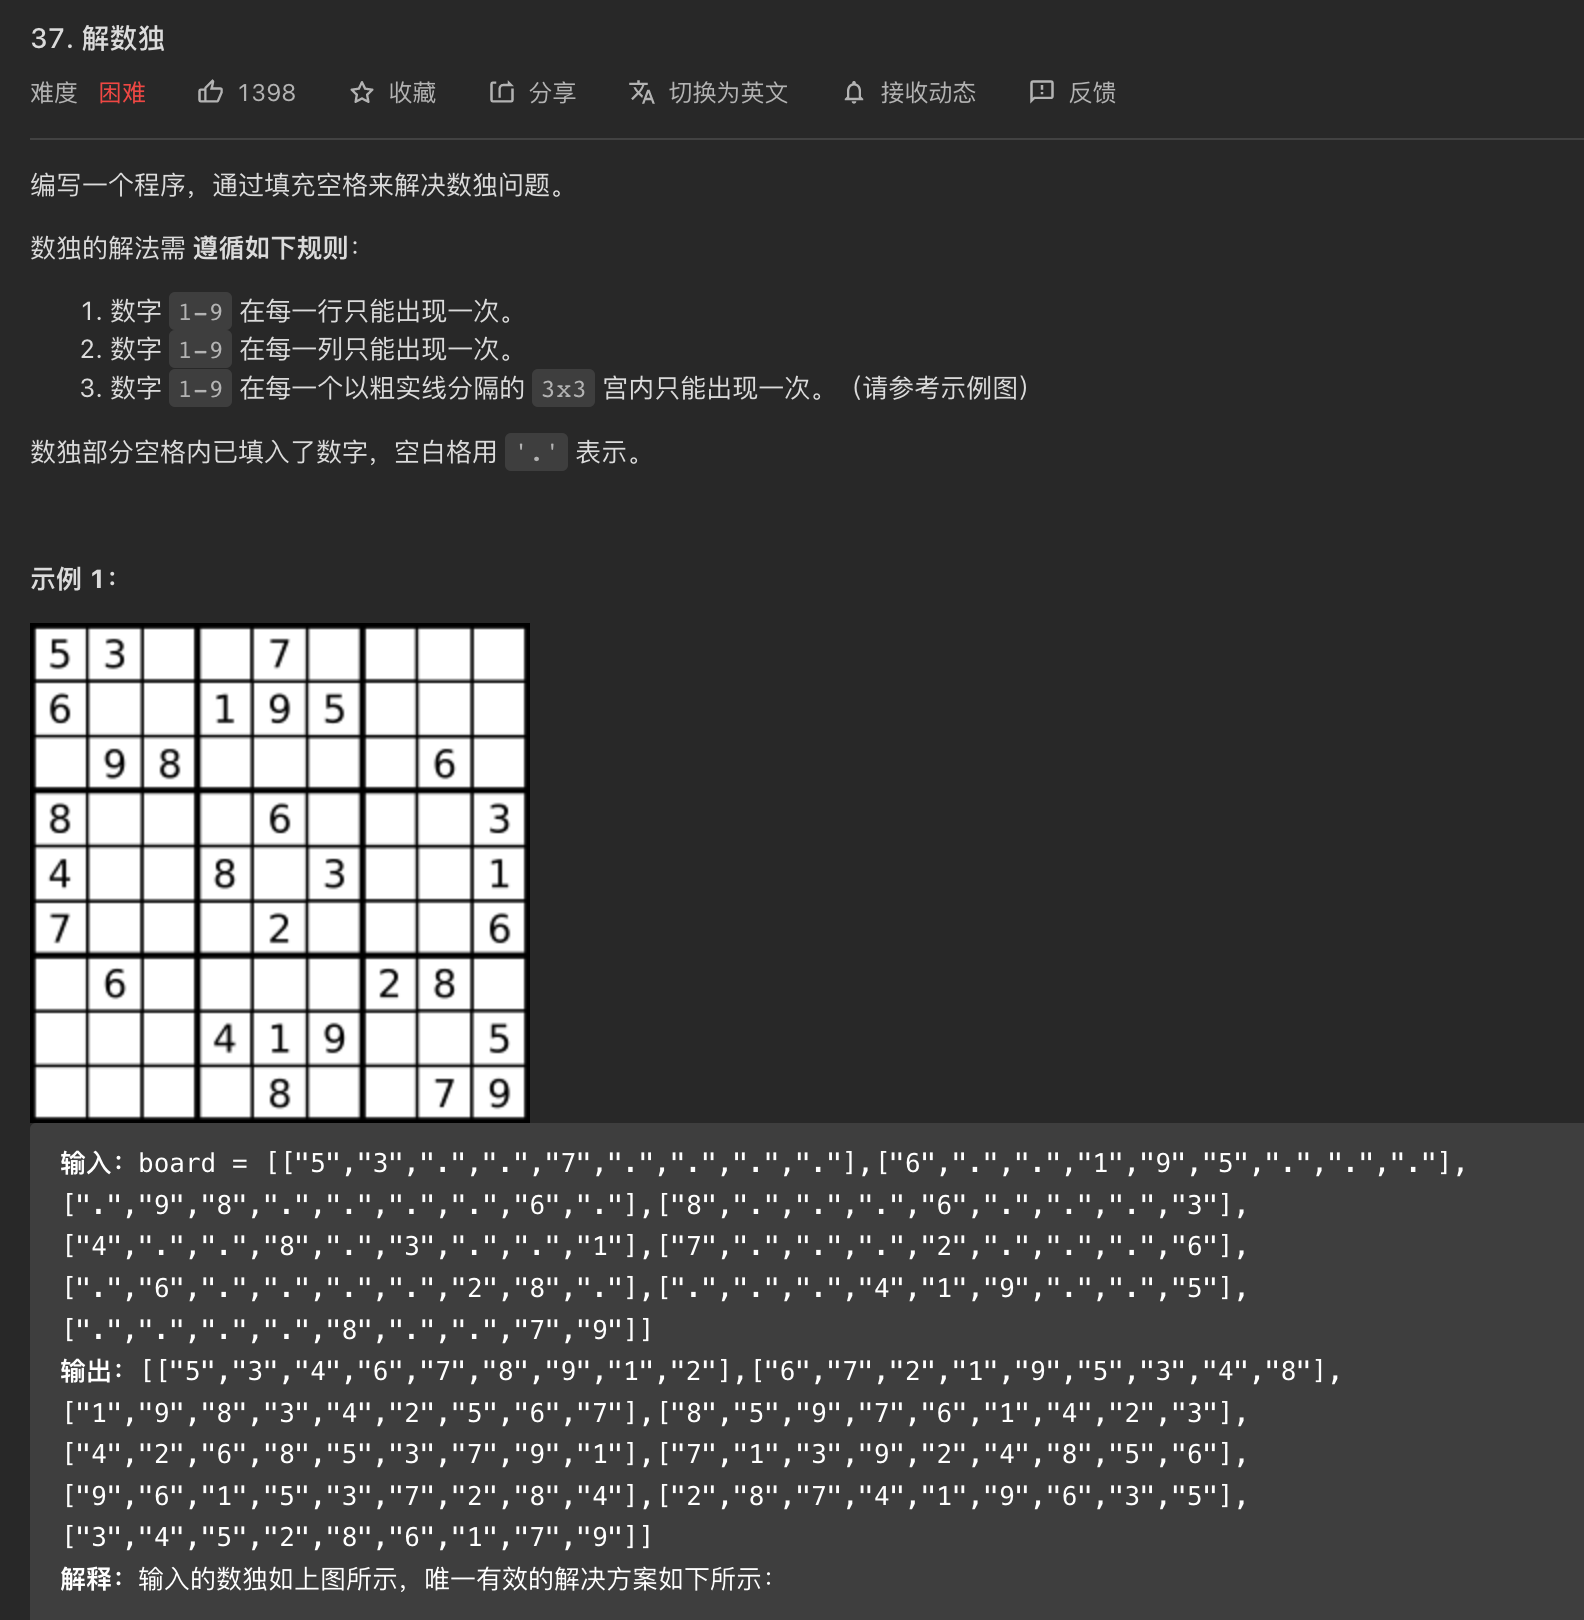 37. 解数独
难度 困难 1398 收藏 分享 切换为英文 接收动态 反馈
编写一个程序，通过填充空格来解决数独问题。
数独的解法需 遵循如下规则：
1. 数字 1-9 在每一行只能出现一次。
2. 数字 1-9 在每一列只能出现一次。
3. 数字 1-9 在每一个以粗实线分隔的 3x3 宫内只能出现一次。（请参考示例图）
数独部分空格内已填入了数字，空白格用 '.' 表示。
示例 1：
5 3 7
6 1 9 5
9 8 6
8 6 3
4 8 3 1
7 2 6
6 2 8
4 1 9 5
8 7 9
输入：board = [["5","3",".",".","7",".",".",".","."],["6",".",".","1","9","5",".",".","."],
[".","9","8",".",".",".",".","6","."],["8",".",".",".","6",".",".",".","3"],
["4",".",".","8",".","3",".",".","1"],["7",".",".",".","2",".",".",".","6"],
[".","6",".",".",".",".","2","8","."],[".",".",".","4","1","9",".",".","5"],
[".",".",".",".","8",".",".","7","9"]]
输出：[["5","3","4","6","7","8","9","1","2"],["6","7","2","1","9","5","3","4","8"],
["1","9","8","3","4","2","5","6","7"],["8","5","9","7","6","1","4","2","3"],
["4","2","6","8","5","3","7","9","1"],["7","1","3","9","2","4","8","5","6"],
["9","6","1","5","3","7","2","8","4"],["2","8","7","4","1","9","6","3","5"],
["3","4","5","2","8","6","1","7","9"]]
解释：输入的数独如上图所示，唯一有效的解决方案如下所示：